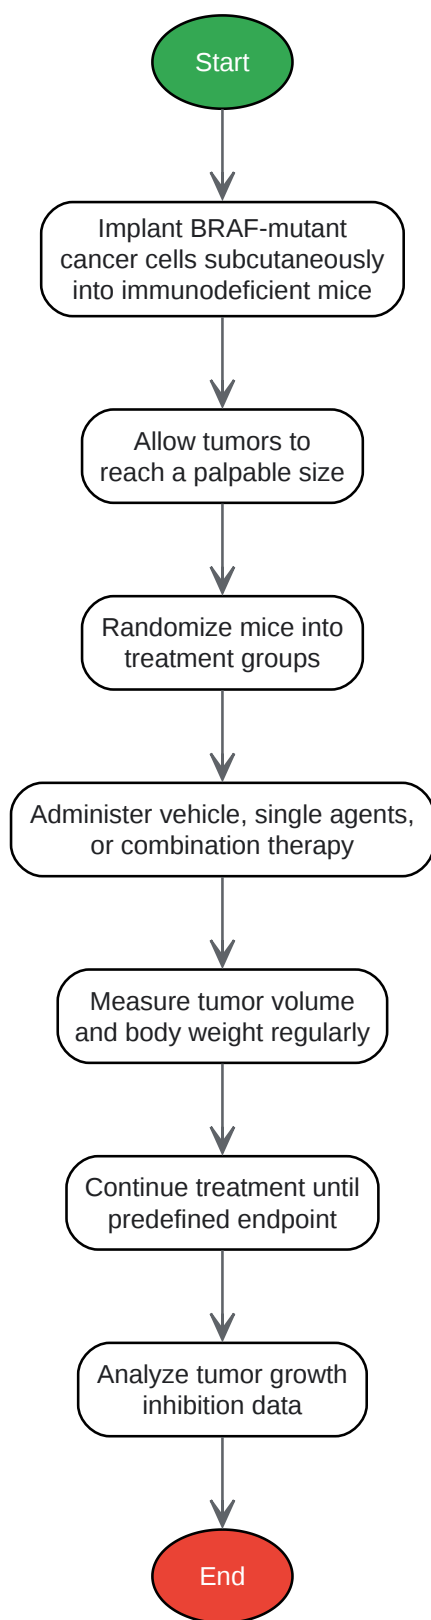 Start
Implant BRAF-mutant
cancer cells subcutaneously
into immunodeficient mice
Allow tumors to
reach a palpable size
Randomize mice into
treatment groups
Administer vehicle, single agents,
or combination therapy
Measure tumor volume
and body weight regularly
Continue treatment until
predefined endpoint
Analyze tumor growth
inhibition data
End